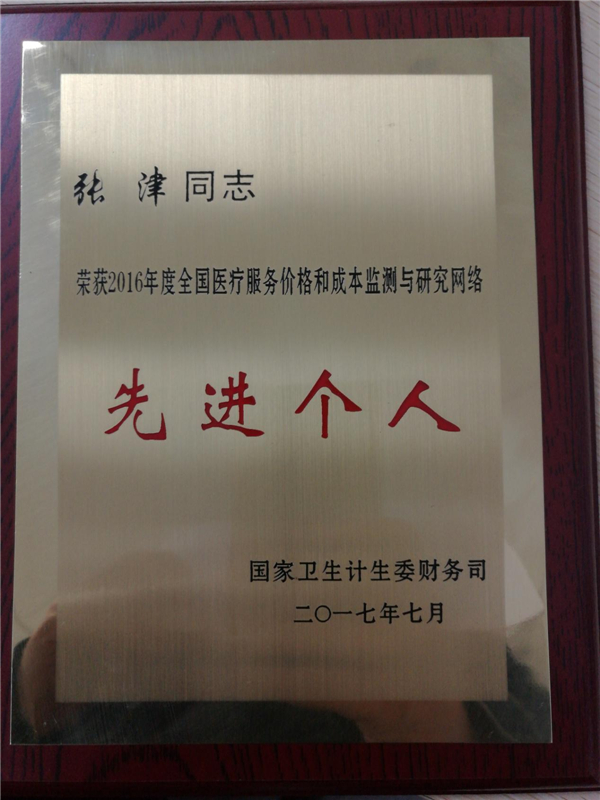 张 津 同志
荣获2016年度全国医疗服务价格和成本监测与研究网络
先进个人
国家卫生计生委财务司
二〇一七年七月